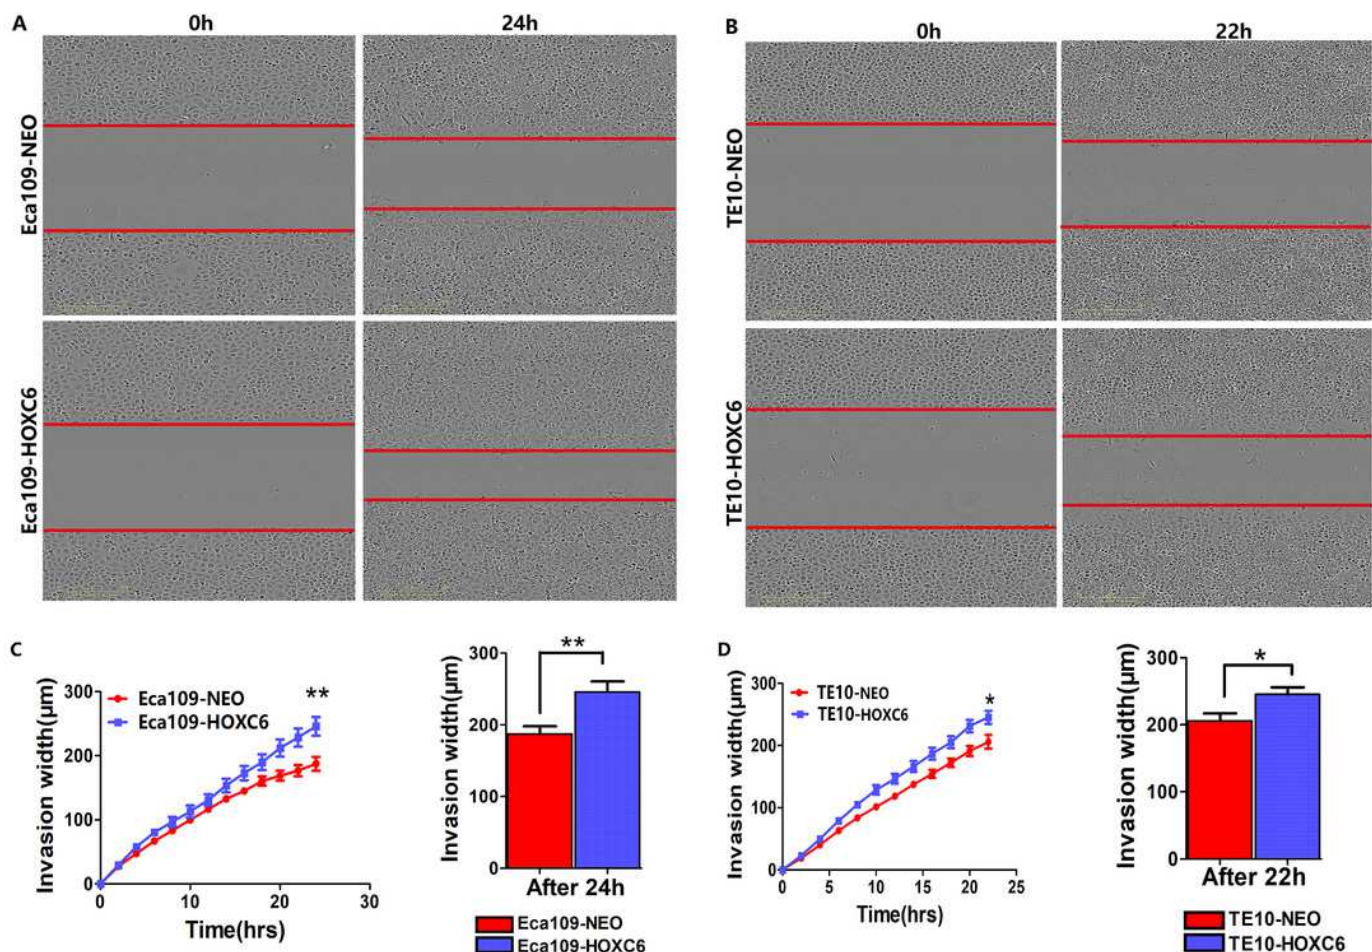 A
0h
24h
Eca109-NEO
Eca109-HOXC6
B
0h
22h
TE10-NEO
TE10-HOXC6
C
Invasion width(µm)
300
200
100
0
Eca109-NEO
Eca109-HOXC6
**
0
10
20
30
Time(hrs)
Invasion width(µm)
300
200
100
0
**
After 24h
Eca109-NEO
Eca109-HOXC6
D
Invasion width(µm)
300
200
100
0
TE10-NEO
TE10-HOXC6
*
0
5
10
15
20
25
Time(hrs)
Invasion width(µm)
300
200
100
0
*
After 22h
TE10-NEO
TE10-HOXC6